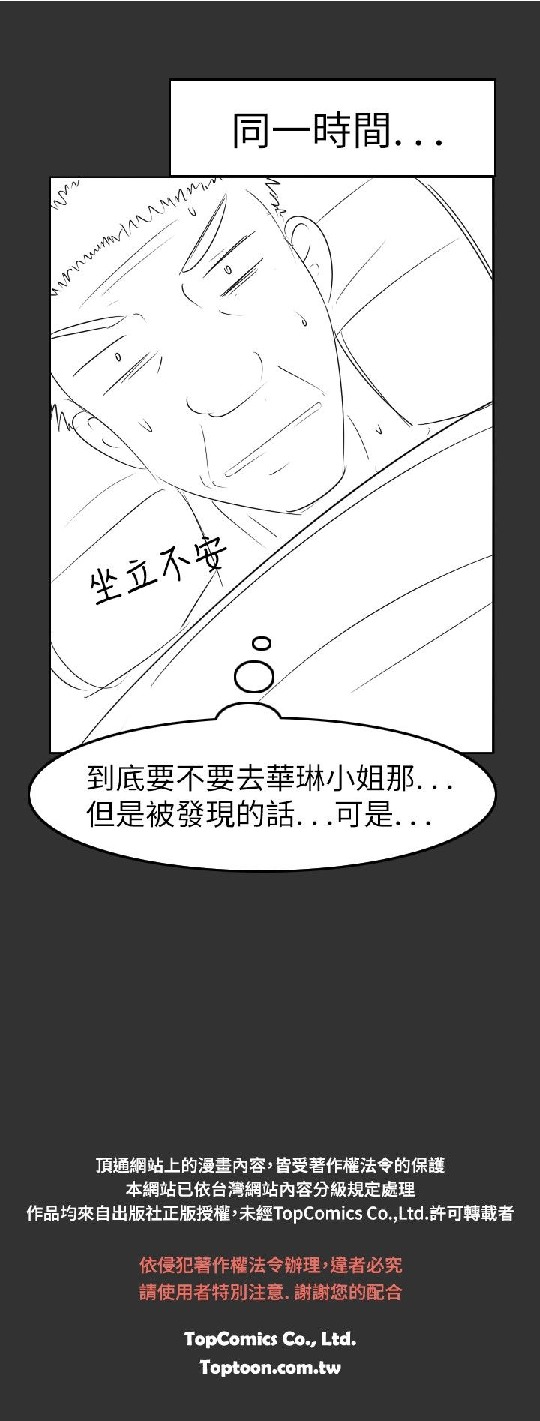 同一時間...
坐立不安
到底要不要去華琳小姐那...
但是被發現的話...可是...
頂通網站上的漫畫內容，皆受著作權法令的保護
本網站已依台灣網站內容分級規定處理
作品均來自出版社正版授權，未經TopComics Co.,Ltd.許可轉載者
依侵犯著作權法令辦理，違者必究
請使用者特別注意. 謝謝您的配合
TopComics Co., Ltd.
Toptoon.com.tw